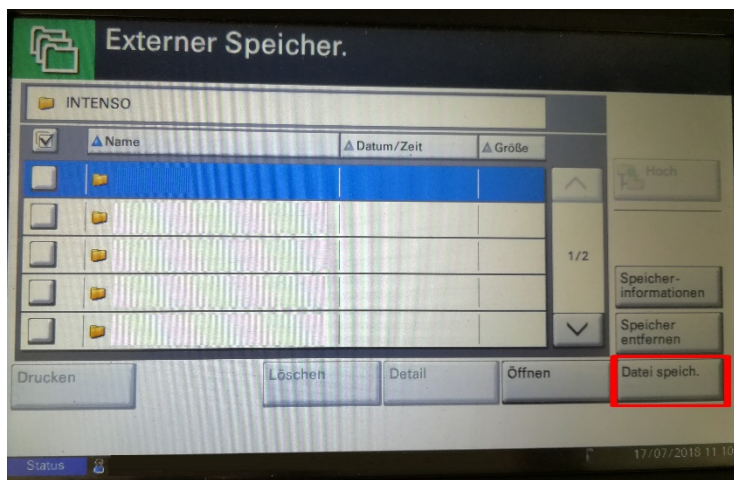 Externer Speicher.
INTENSO
Name
Datum/Zeit
Größe
Hoch
1/2
Speicher-
informationen
Speicher
entfernen
Drucken
Löschen
Detail
Öffnen
Datei speich.
Status
17/07/2018 11:10